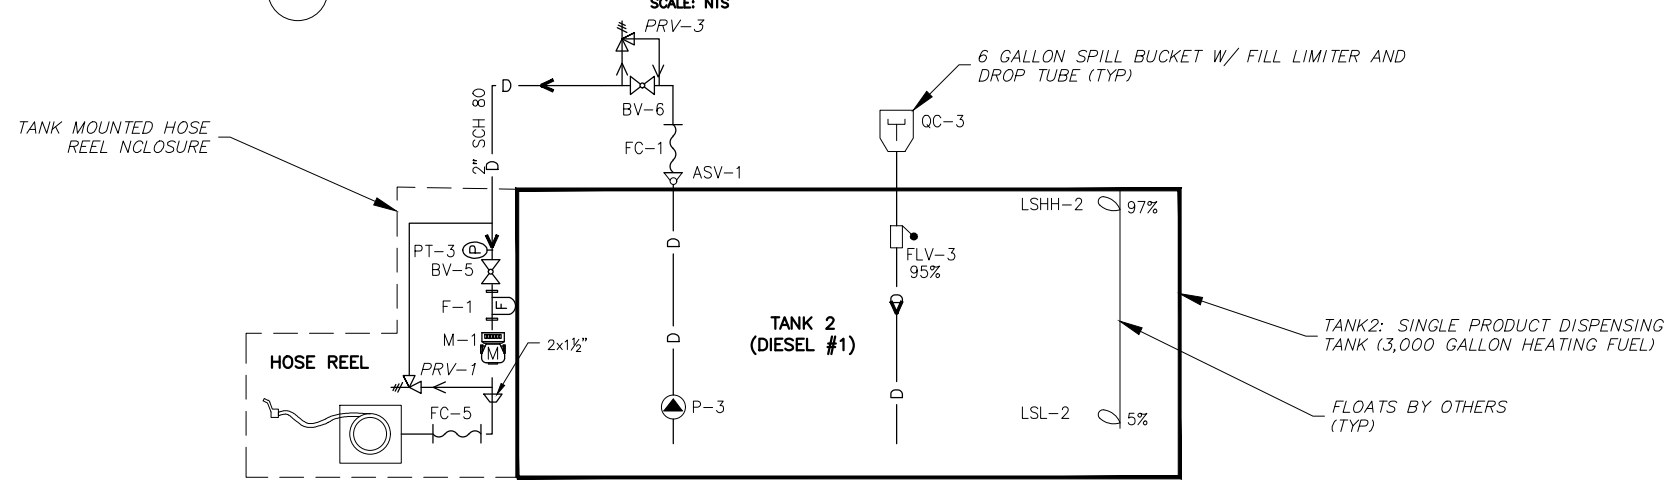 SCALE: NTS
PRV-3
6 GALLON SPILL BUCKET W/ FILL LIMITER AND
DROP TUBE (TYP)
D
BV-6
2" SCH 80
D
QC-3
TANK MOUNTED HOSE
REEL NCLOSURE
FC-1
ASV-1
LSHH-2
97%
D
PT-3
P
BV-5
FLV-3
95%
F-1
F
TANK 2
(DIESEL #1)
D
TANK2: SINGLE PRODUCT DISPENSING
TANK (3,000 GALLON HEATING FUEL)
M-1
M
2x1½"
HOSE REEL
PRV-1
D
FC-5
P-3
LSL-2
5%
FLOATS BY OTHERS
(TYP)